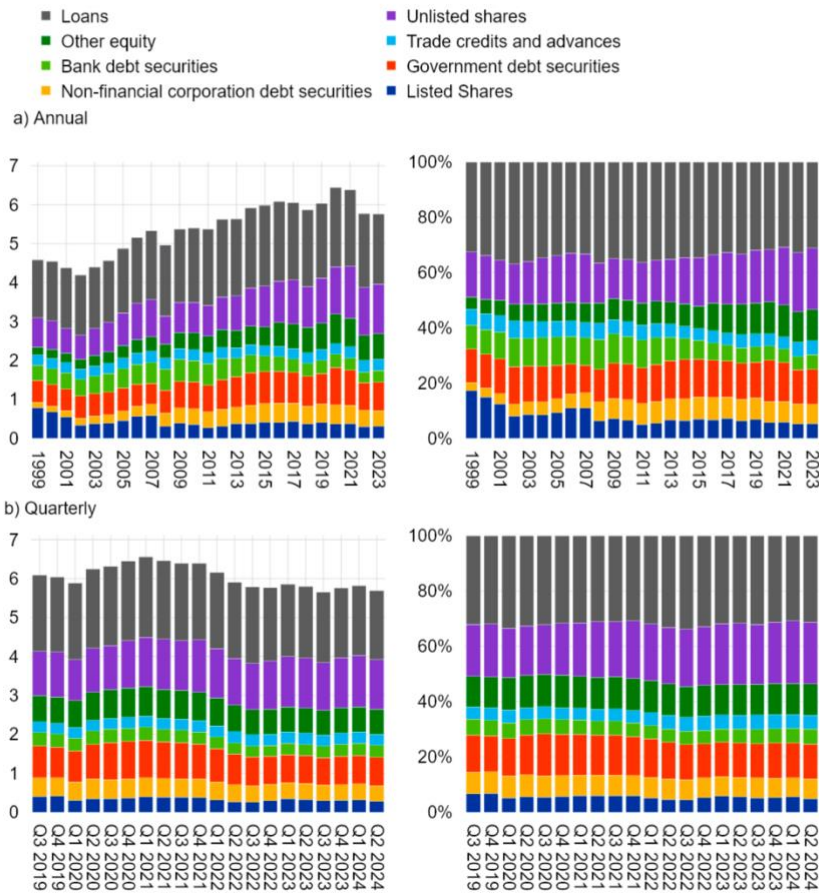 Loans
Unlisted shares
Other equity
Trade credits and advances
Bank debt securities
Government debt securities
Non-financial corporation debt securities
Listed Shares
a) Annual
7
6
5
4
3
2
1
0
1999 2001 2003 2005 2007 2009 2011 2013 2015 2017 2019 2021 2023
100%
80%
60%
40%
20%
0%
1999 2001 2003 2005 2007 2009 2011 2013 2015 2017 2019 2021 2023
b) Quarterly
7
6
5
4
3
2
1
0
Q3 2019 Q4 2019 Q1 2020 Q2 2020 Q3 2020 Q4 2020 Q1 2021 Q2 2021 Q3 2021 Q4 2021 Q1 2022 Q2 2022 Q3 2022 Q4 2022 Q1 2023 Q2 2023 Q3 2023 Q4 2023 Q1 2024 Q2 2024
100%
80%
60%
40%
20%
0%
Q3 2019 Q4 2019 Q1 2020 Q2 2020 Q3 2020 Q4 2020 Q1 2021 Q2 2021 Q3 2021 Q4 2021 Q1 2022 Q2 2022 Q3 2022 Q4 2022 Q1 2023 Q2 2023 Q3 2023 Q4 2023 Q1 2024 Q2 2024